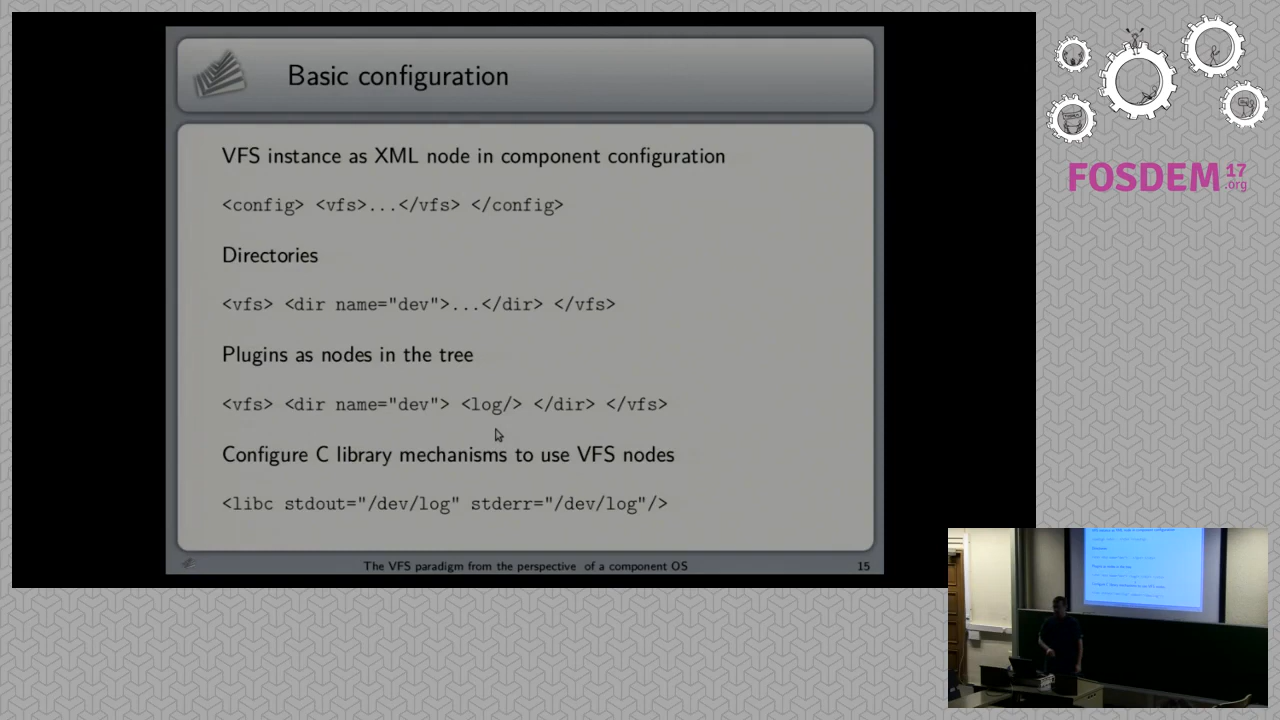 Basic configuration
VFS instance as XML node in component configuration
<config> <vfs>...</vfs> </config>
Directories
<vfs> <dir name="dev">...</dir> </vfs>
Plugins as nodes in the tree
<vfs> <dir name="dev"> <log/> </dir> </vfs>
Configure C library mechanisms to use VFS nodes
<libc stdout="/dev/log" stderr="/dev/log"/>
The VFS paradigm from the perspective of a component OS
15
FOSDEM 17 .org